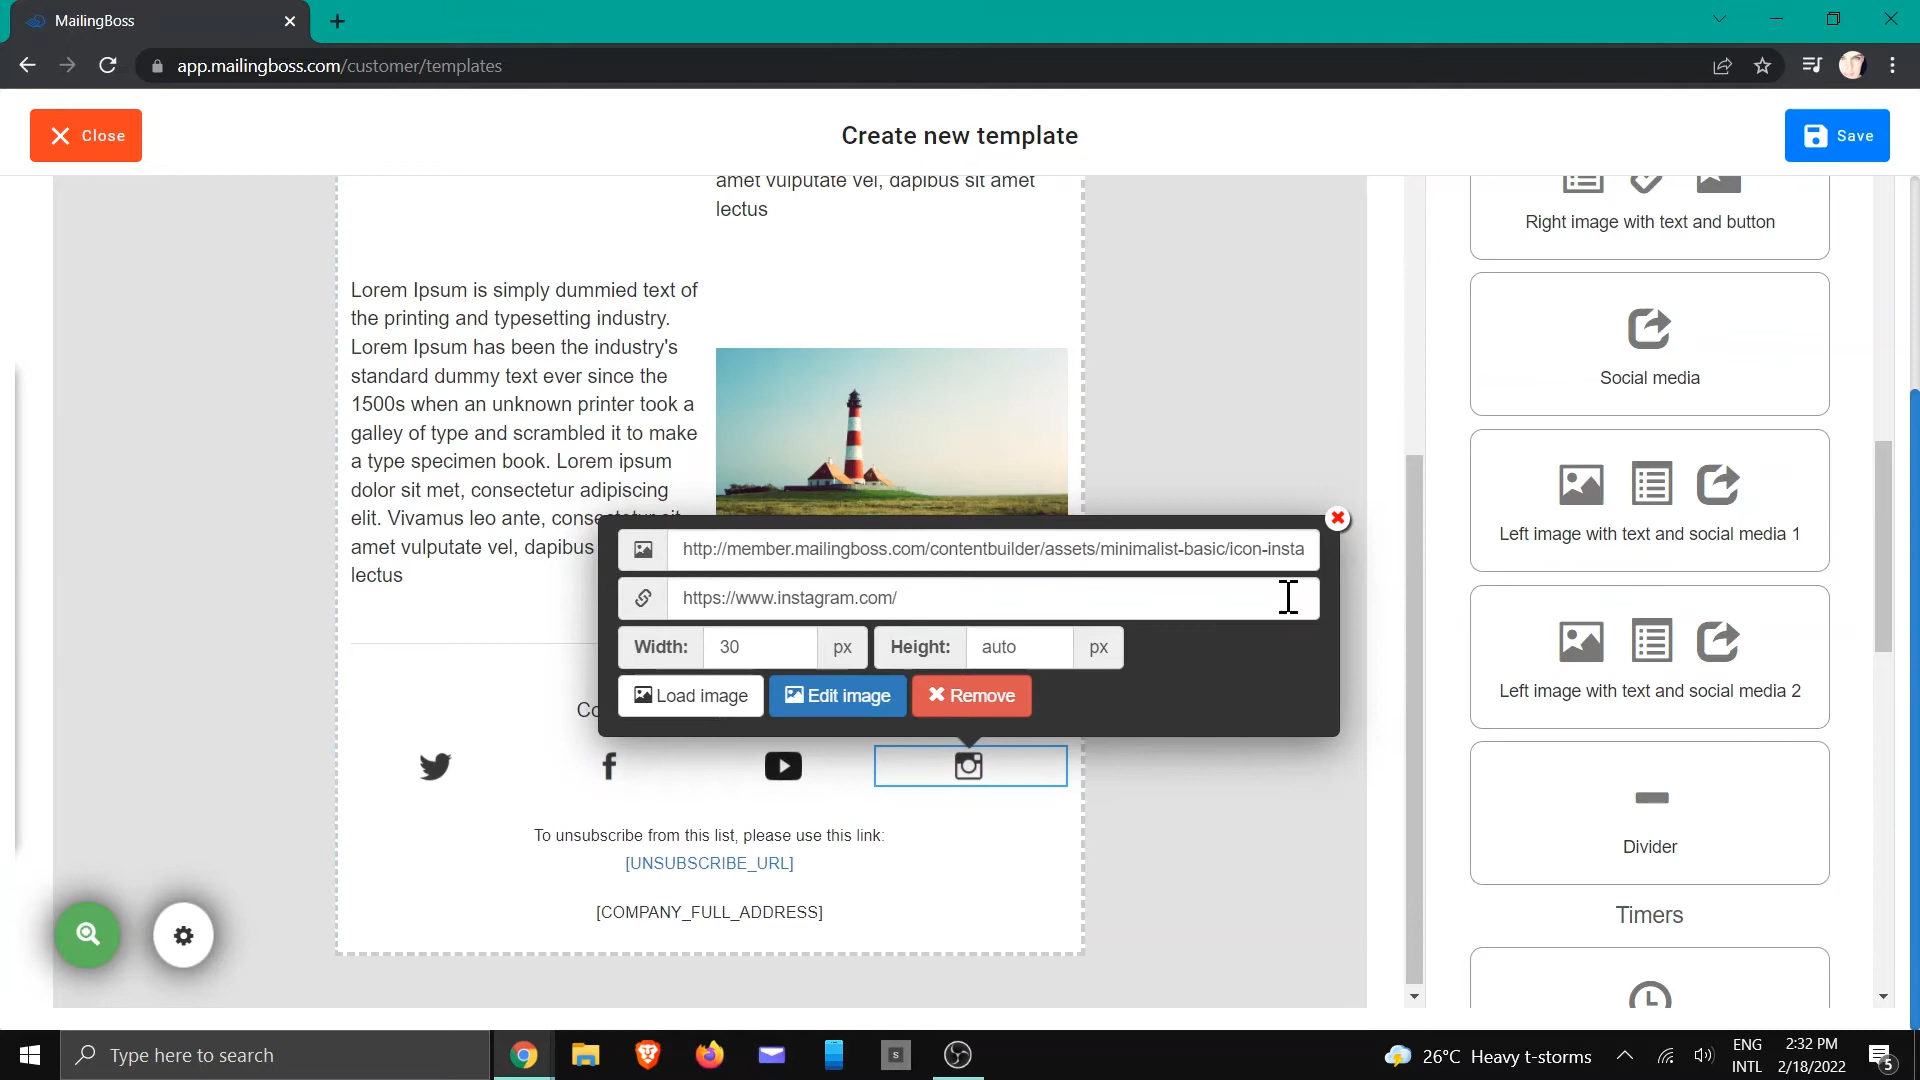 MailingBoss
app.mailingboss.com/customer/templates
Close
Create new template
Save
amet vulputate vel, dapibus sit amet
lectus
Lorem Ipsum is simply dummied text of
the printing and typesetting industry.
Lorem Ipsum has been the industry's
standard dummy text ever since the
1500s when an unknown printer took a
galley of type and scrambled it to make
a type specimen book. Lorem ipsum
dolor sit met, consectetur adipiscing
elit. Vivamus leo ante,
amet vulputate vel, dapibus
lectus
http://member.mailingboss.com/contentbuilder/assets/minimalist-basic/icon-insta
https://www.instagram.com/
Width: 30 px Height: auto px
Load image Edit image Remove
Co
To unsubscribe from this list, please use this link:
[UNSUBSCRIBE_URL]
[COMPANY_FULL_ADDRESS]
Right image with text and button
Social media
Left image with text and social media 1
Left image with text and social media 2
Divider
Timers
Type here to search
S
26°C Heavy t-storms
ENG
INTL
2:32 PM
2/18/2022
5